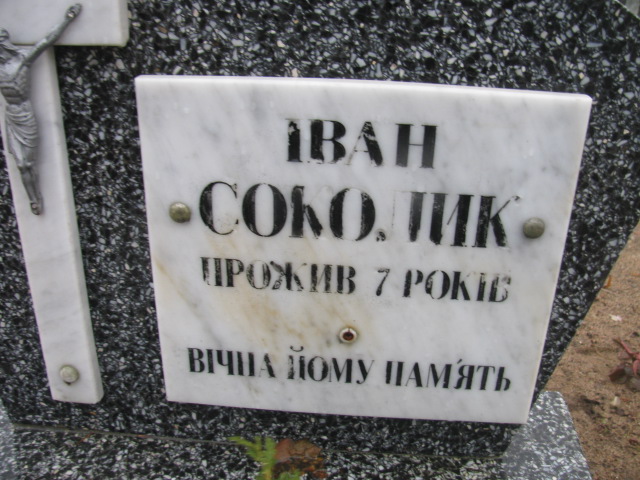 ІВАН
СОКОЛИК
ПРОЖИВ 7 РОКІВ
ВІЧНА ЙОМУ ПАМ'ЯТЬ